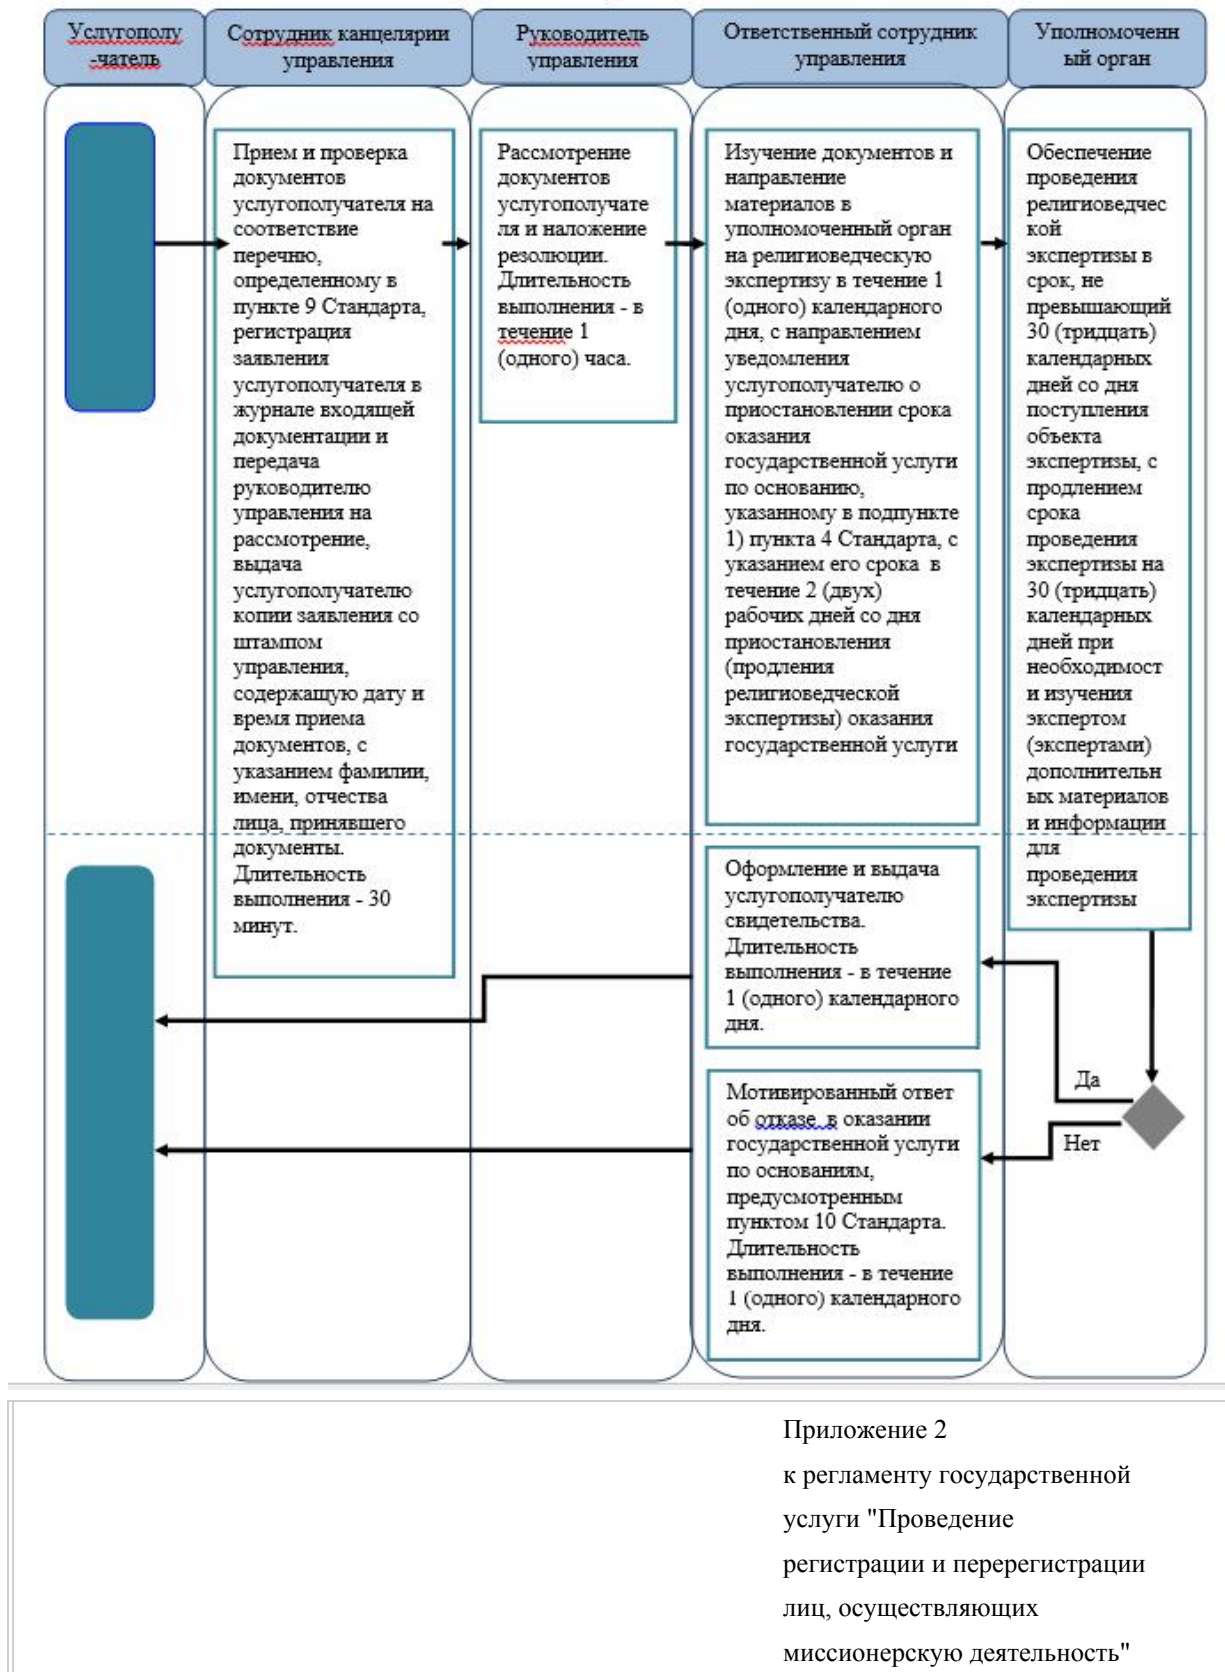 Услугополу
-чатель
Сотрудник канцелярии
управления
Руководитель
управления
Ответственный сотрудник
управления
Уполномоченн
ый орган
Прием и проверка
документов
услугополучателя на
соответствие
перечню,
определенному в
пункте 9 Стандарта,
регистрация
заявления
услугополучателя в
журнале входящей
документации и
передача
руководителю
управления на
рассмотрение,
выдача
услугополучателю
копии заявления со
штампом
управления,
содержащую дату и
время приема
документов, с
указанием фамилии,
имени, отчества
лица, принявшего
документы.
Длительность
выполнения - 30
минут.
Рассмотрение
документов
услугополучате
ля и наложение
резолюции.
Длительность
выполнения - в
течение 1
(одного) часа.
Изучение документов и
направление
материалов в
уполномоченный орган
на религиоведческую
экспертизу в течение 1
(одного) календарного
дня, с направлением
уведомления
услугополучателю о
приостановлении срока
оказания
государственной услуги
по основанию,
указанному в подпункте
1) пункта 4 Стандарта, с
указанием его срока в
течение 2 (двух)
рабочих дней со дня
приостановления
(продления
религиоведческой
экспертизы) оказания
государственной услуги
Обеспечение
проведения
религиоведчес
кой
экспертизы в
срок, не
превышающий
30 (тридцать)
календарных
дней со дня
поступления
объекта
экспертизы, с
продлением
срока
проведения
экспертизы на
30 (тридцать)
календарных
дней при
необходимост
и изучения
экспертом
(экспертами)
дополнительн
ых материалов
и информации
для
проведения
экспертизы
Оформление и выдача
услугополучателю
свидетельства.
Длительность
выполнения - в течение
1 (одного) календарного
дня.
Да
Нет
Мотивированный ответ
об отказе в оказании
государственной услуги
по основаниям,
предусмотренным
пунктом 10 Стандарта.
Длительность
выполнения - в течение
1 (одного) календарного
дня.
Приложение 2
к регламенту государственной
услуги "Проведение
регистрации и перерегистрации
лиц, осуществляющих
миссионерскую деятельность"